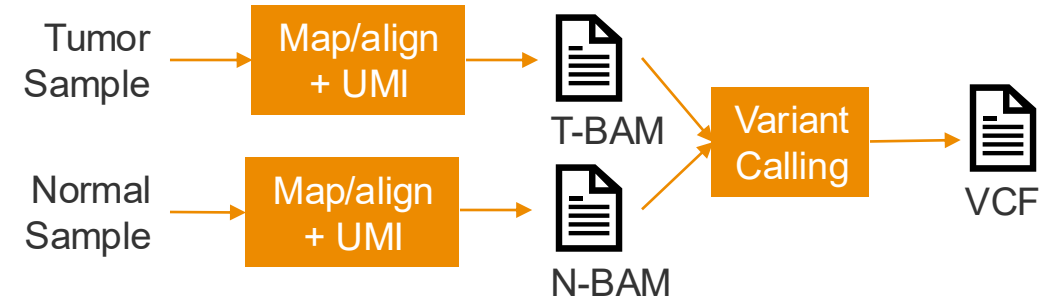 Tumor
Sample
Map/align
+ UMI
T-BAM
Normal
Sample
Map/align
+ UMI
N-BAM
Variant
Calling
VCF